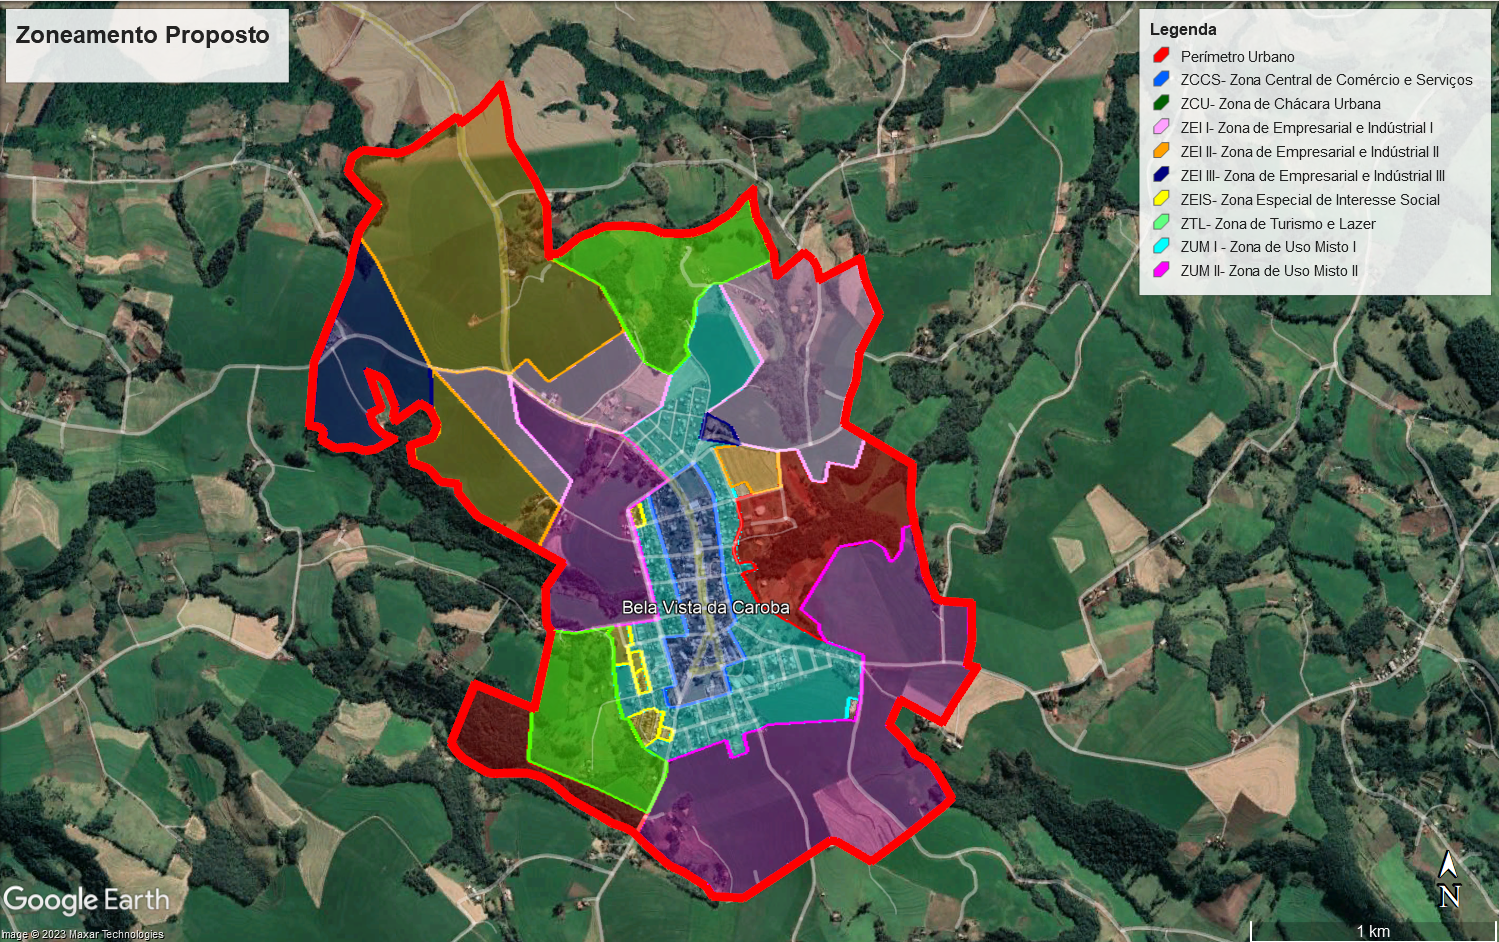 Zoneamento Proposto
Legenda
Perímetro Urbano
ZCCS- Zona Central de Comércio e Serviços
ZCU- Zona de Chácara Urbana
ZEI I- Zona de Empresarial e Indústrial I
ZEI II- Zona de Empresarial e Indústrial II
ZEI III- Zona de Empresarial e Indústrial III
ZEIS- Zona Especial de Interesse Social
ZTL- Zona de Turismo e Lazer
ZUM I - Zona de Uso Misto I
ZUM II- Zona de Uso Misto II
Bela Vista da Caroba
Google Earth
Image © 2023 Maxar Technologies
N
1 km